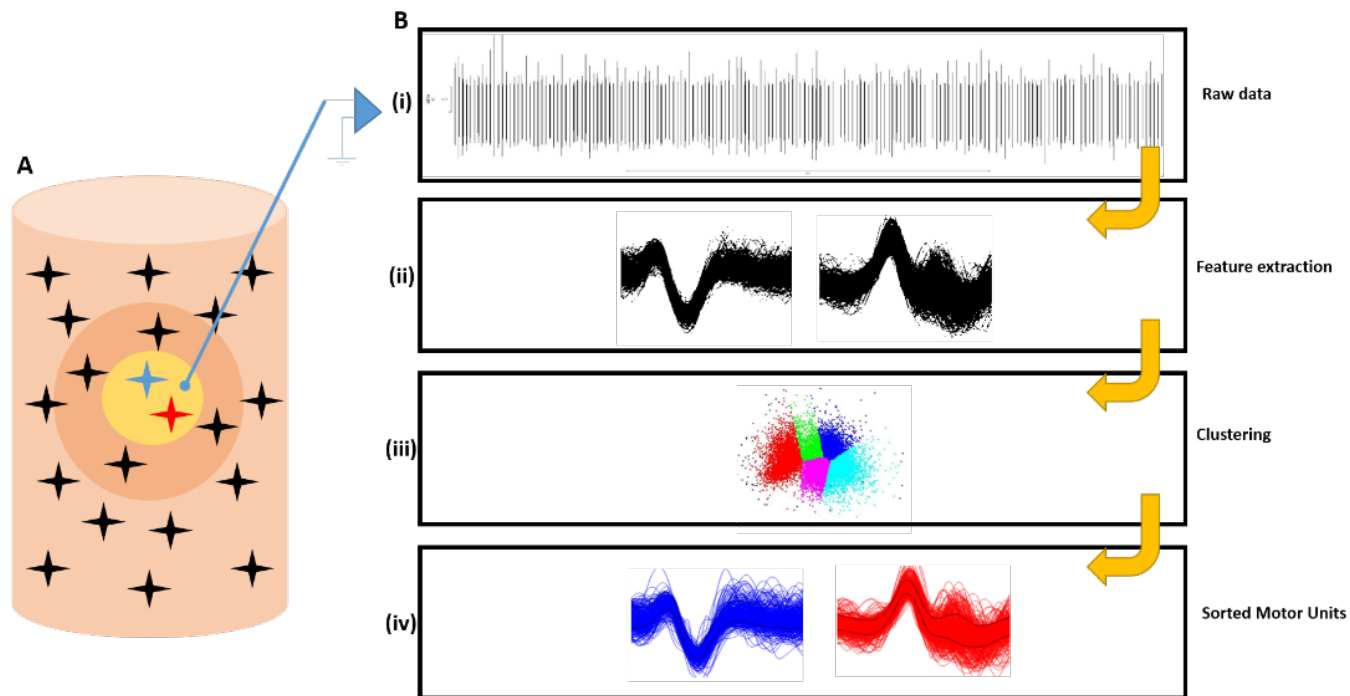 A
B
(i)
Raw data
(ii)
Feature extraction
(iii)
Clustering
(iv)
Sorted Motor Units